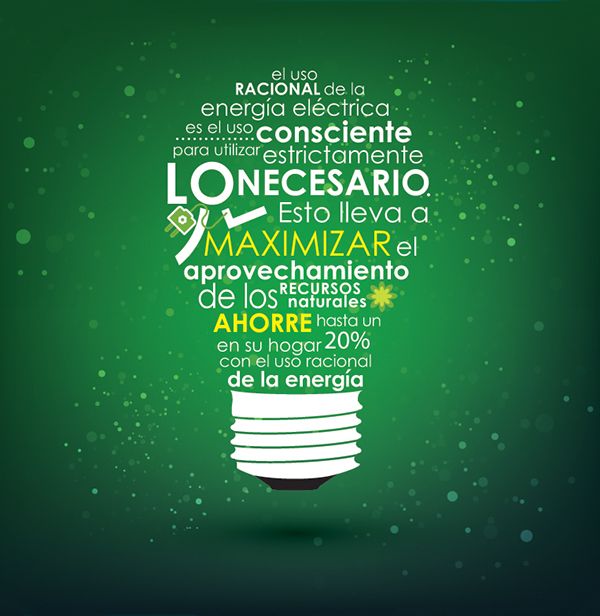 el uso
RACIONAL de la
energía eléctrica
es el uso consciente
para utilizar estrictamente
LO NECESARIO.
Esto lleva a
MAXIMIZAR el
aprovechamiento
de los RECURSOS naturales
AHORRE hasta un
en su hogar 20%
con el uso racional
de la energía